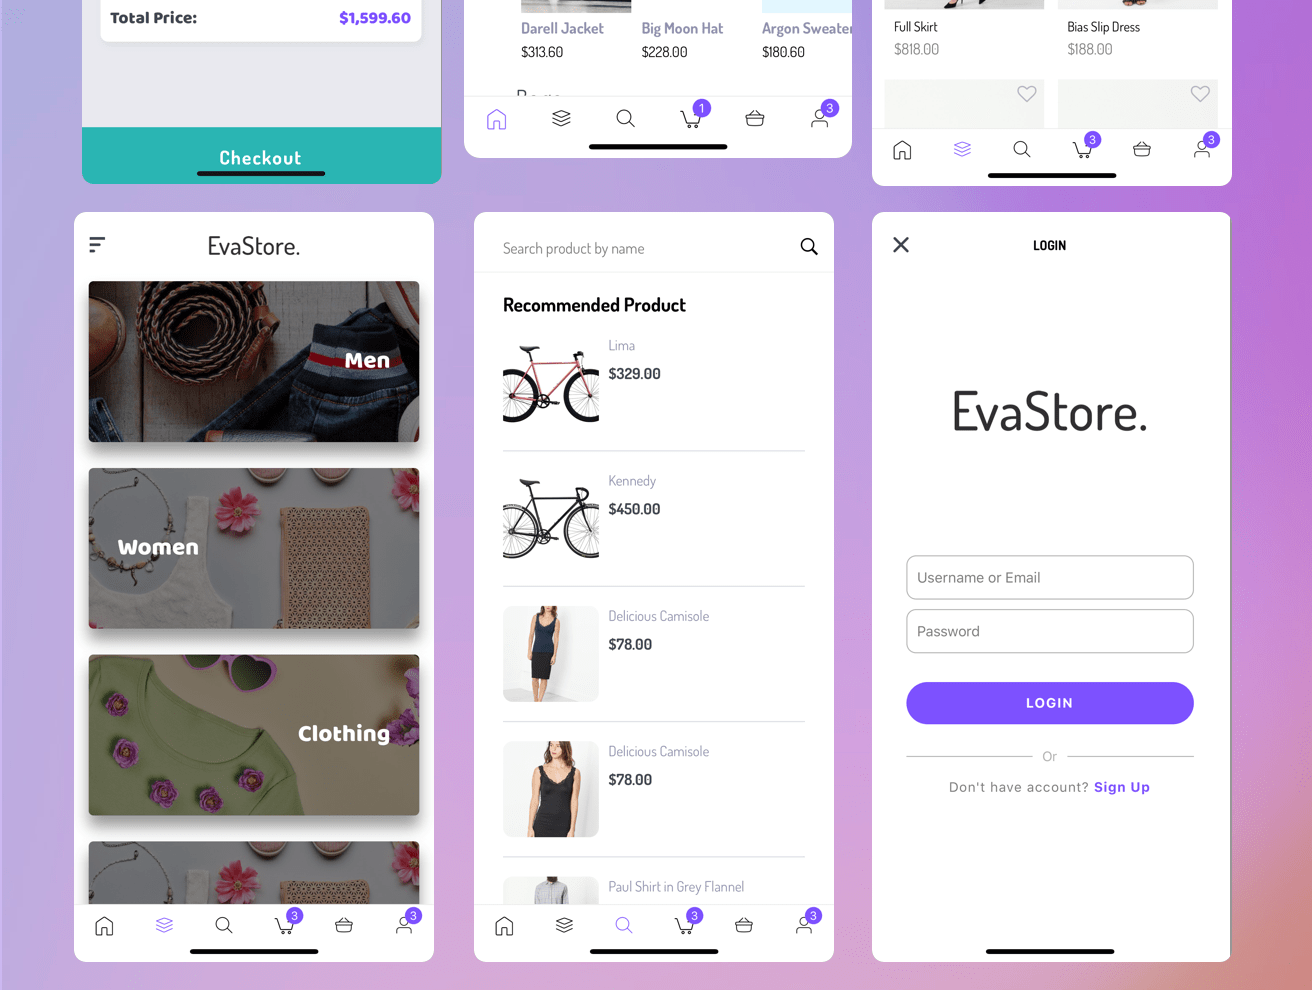 Total Price:
$1,599.60
Checkout
Darell Jacket
Big Moon Hat
Argon Sweater
$313.60
$228.00
$180.60
1
3
Full Skirt
Bias Slip Dress
$818.00
$188.00
3
3
EvaStore.
Men
Women
Clothing
3
3
Search product by name
Recommended Product
Lima
$329.00
Kennedy
$450.00
Delicious Camisole
$78.00
Delicious Camisole
$78.00
Paul Shirt in Grey Flannel
3
3
LOGIN
EvaStore.
Username or Email
Password
LOGIN
Or
Don't have account? Sign Up